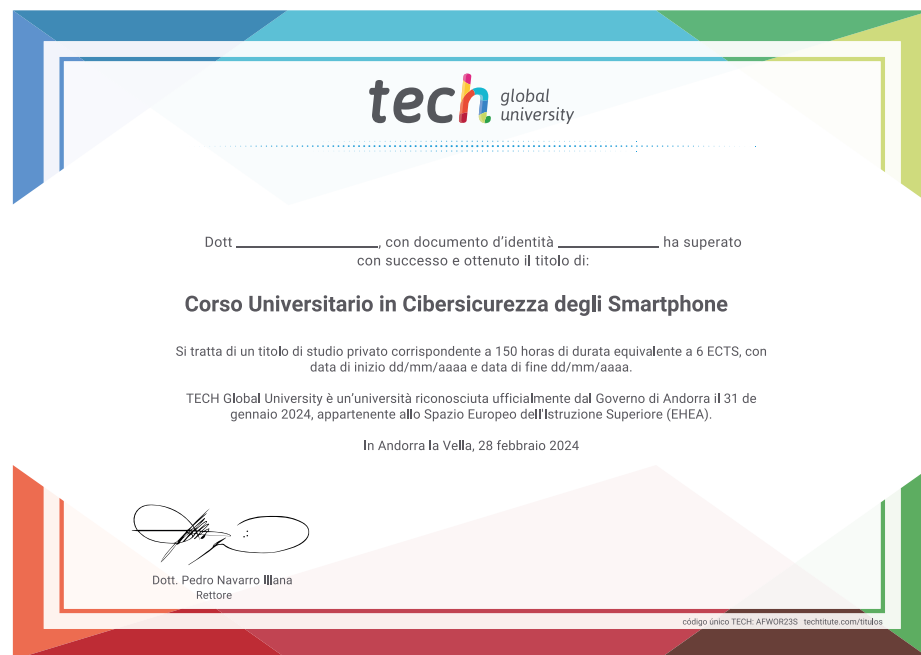 tech global university
Dott ____________, con documento d'identità ____________ ha superato
con successo e ottenuto il titolo di:
Corso Universitario in Cibersicurezza degli Smartphone
Si tratta di un titolo di studio privato corrispondente a 150 horas di durata equivalente a 6 ECTS, con
data di inizio dd/mm/aaaa e data di fine dd/mm/aaaa.
TECH Global University è un'università riconosciuta ufficialmente dal Governo di Andorra il 31 de
gennaio 2024, appartenente allo Spazio Europeo dell'Istruzione Superiore (EHEA).
In Andorra la Vella, 28 febbraio 2024
Dott. Pedro Navarro Illana
Rettore
código único TECH: AFWOR23S techtitute.com/titulos